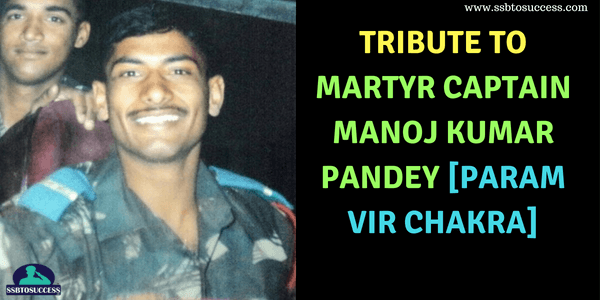 www.ssbtosuccess.com
TRIBUTE TO
MARTYR CAPTAIN
MANOJ KUMAR
PANDEY [PARAM
VIR CHAKRA]
SSBTOSUCCESS